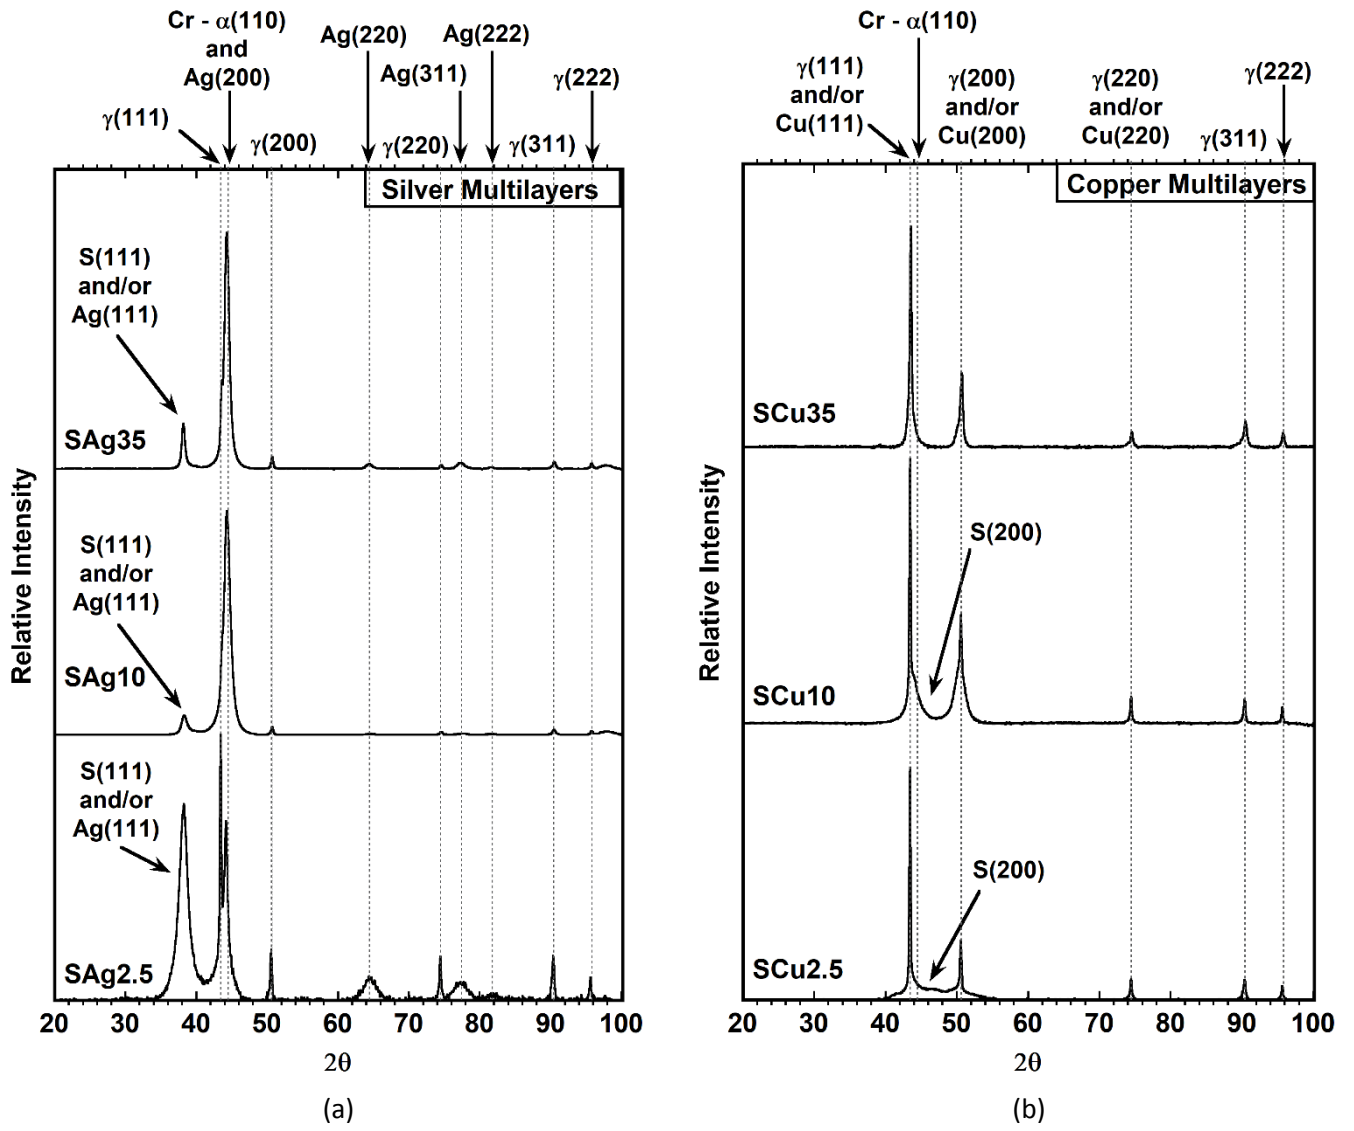 Cr - α(110)
and
Ag(200)
Ag(220)
Ag(222)
Ag(311)
γ(222)
γ(111)
γ(200)
γ(220)
γ(311)
Silver Multilayers
S(111)
and/or
Ag(111)
SAg35
S(111)
and/or
Ag(111)
SAg10
S(111)
and/or
Ag(111)
SAg2.5
Relative Intensity
20 30 40 50 60 70 80 90 100
2θ
(a)
Cr - α(110)
γ(111)
and/or
Cu(111)
γ(200)
and/or
Cu(200)
γ(220)
and/or
Cu(220)
γ(222)
γ(311)
Copper Multilayers
SCu35
S(200)
SCu10
S(200)
SCu2.5
Relative Intensity
20 30 40 50 60 70 80 90 100
2θ
(b)